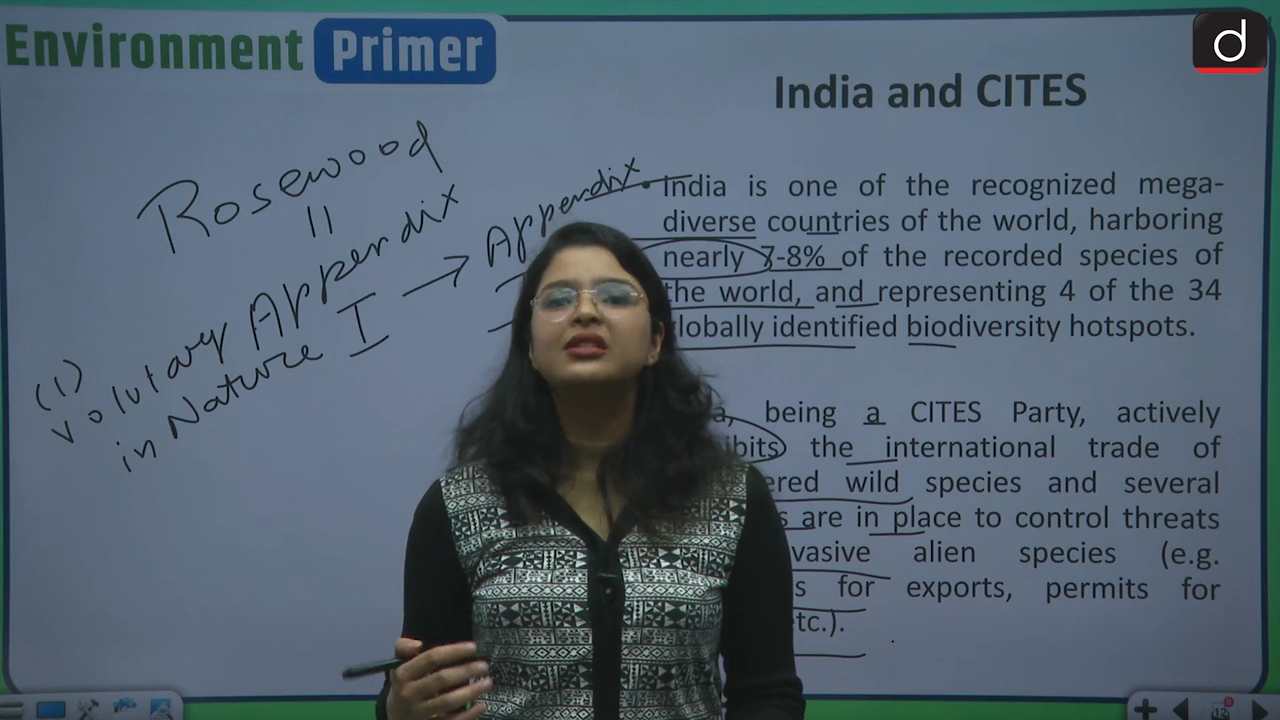 Environment Primer
d
India and CITES
Rosewood
(1)
volutary Appendix
in Nature I → Appendix
India is one of the recognized mega-
diverse countries of the world, harboring
nearly 7-8% of the recorded species of
the world, and representing 4 of the 34
globally identified biodiversity hotspots.
being a CITES Party, actively
the international trade of
wild species and several
are in place to control threats
alien species (e.g.
for exports, permits for
etc.).
12